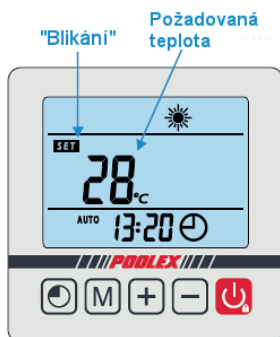 "Blikání"
Požadovaná
teplota
SET
28°C
AUTO 13:20
POOLEX
M + −